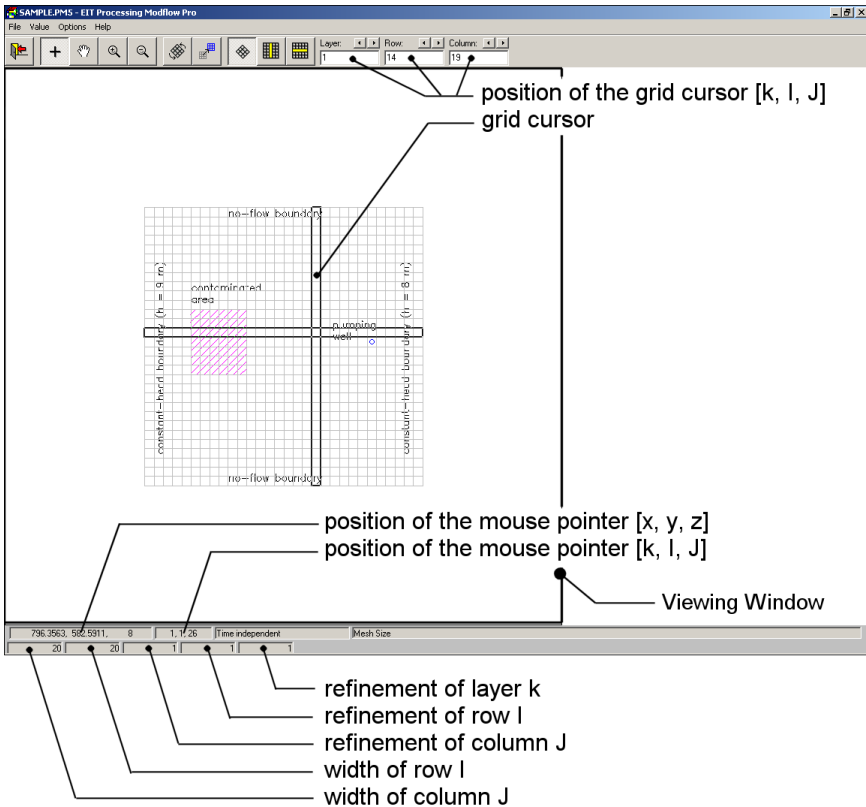 SAMPLE.PM5 - EIT Processing Modflow Pro
File Value Options Help
Layer: Row: Column:
1 14 19
position of the grid cursor [k, I, J]
grid cursor
no-flow boundary
constant-head boundary (h = 9 m)
constant-head boundary (h = 8 m)
contaminated
area
pumping
well
no-flow boundary
position of the mouse pointer [x, y, z]
position of the mouse pointer [k, I, J]
Viewing Window
796.3563, 582.5911, 8 1, 1, 26 Time independent Mesh Size
20 20 1 1 1
refinement of layer k
refinement of row I
refinement of column J
width of row I
width of column J